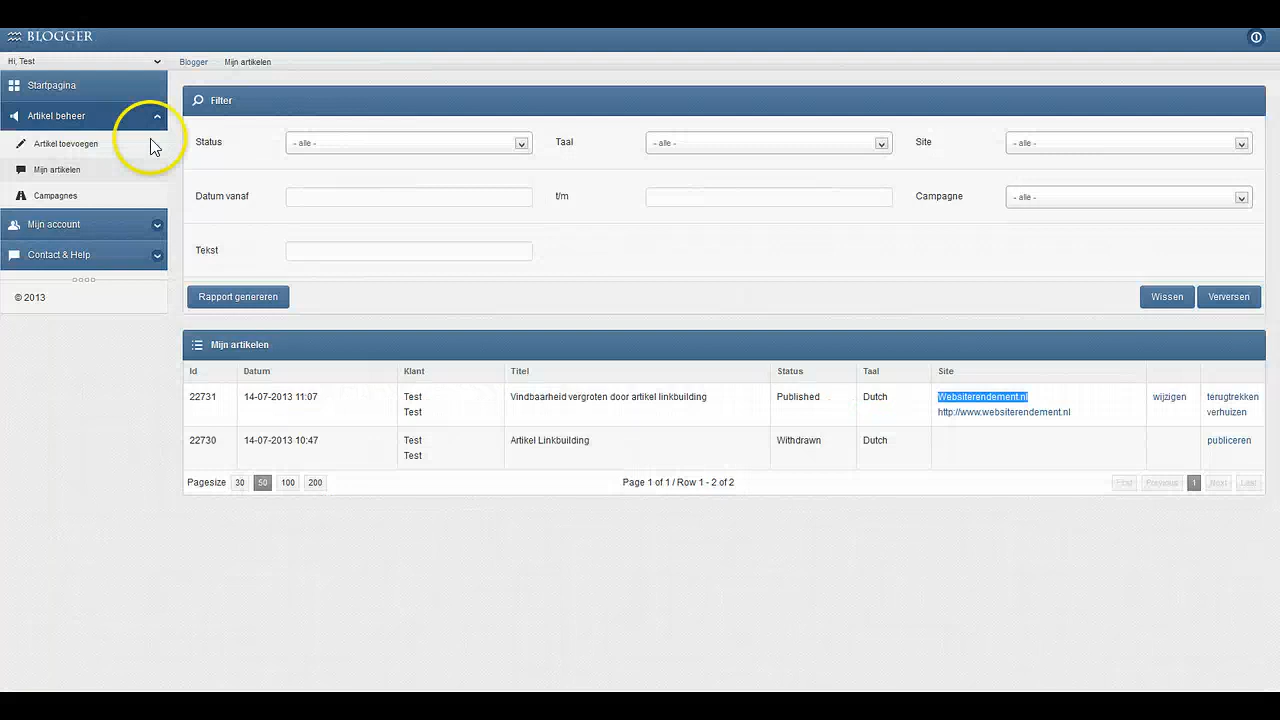 BLOGGER
Hi, Test
Blogger Mijn artikelen
Startpagina
Artikel beheer
Artikel toevoegen
Mijn artikelen
Campagnes
Mijn account
Contact & Help
© 2013
Filter
Status - alle - Taal - alle - Site - alle -
Datum vanaf t/m Campagne - alle -
Tekst
Rapport genereren Wissen Verversen
Mijn artikelen
Id Datum Klant Titel Status Taal Site
22731 14-07-2013 11:07 Test Vindbaarheid vergroten door artikel linkbuilding Published Dutch Websiterendement.nl wijzigen terugtrekken
Test http://www.websiterendement.nl verhuizen
22730 14-07-2013 10:47 Test Artikel Linkbuilding Withdrawn Dutch publiceren
Test
Pagesize 30 50 100 200 Page 1 of 1 / Row 1 - 2 of 2 First Previous 1 Next Last